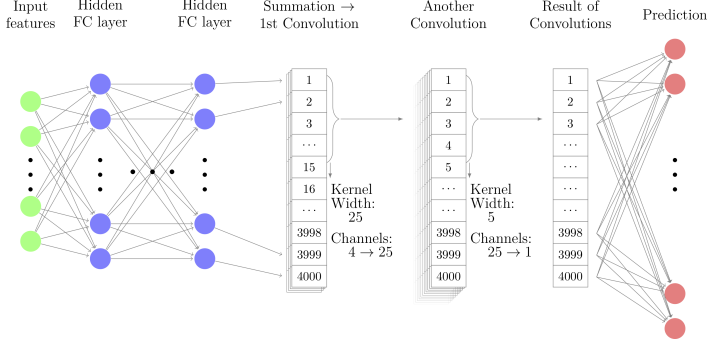 Input
features
Hidden
FC layer
Hidden
FC layer
Summation →
1st Convolution
Another
Convolution
Result of
Convolutions
Prediction
1
2
3
...
15
16
...
3998
3999
4000
Kernel
Width:
25
Channels:
4 → 25
1
2
3
4
5
...
...
3998
3999
4000
Kernel
Width:
5
Channels:
25 → 1
1
2
3
...
...
...
...
3998
3999
4000